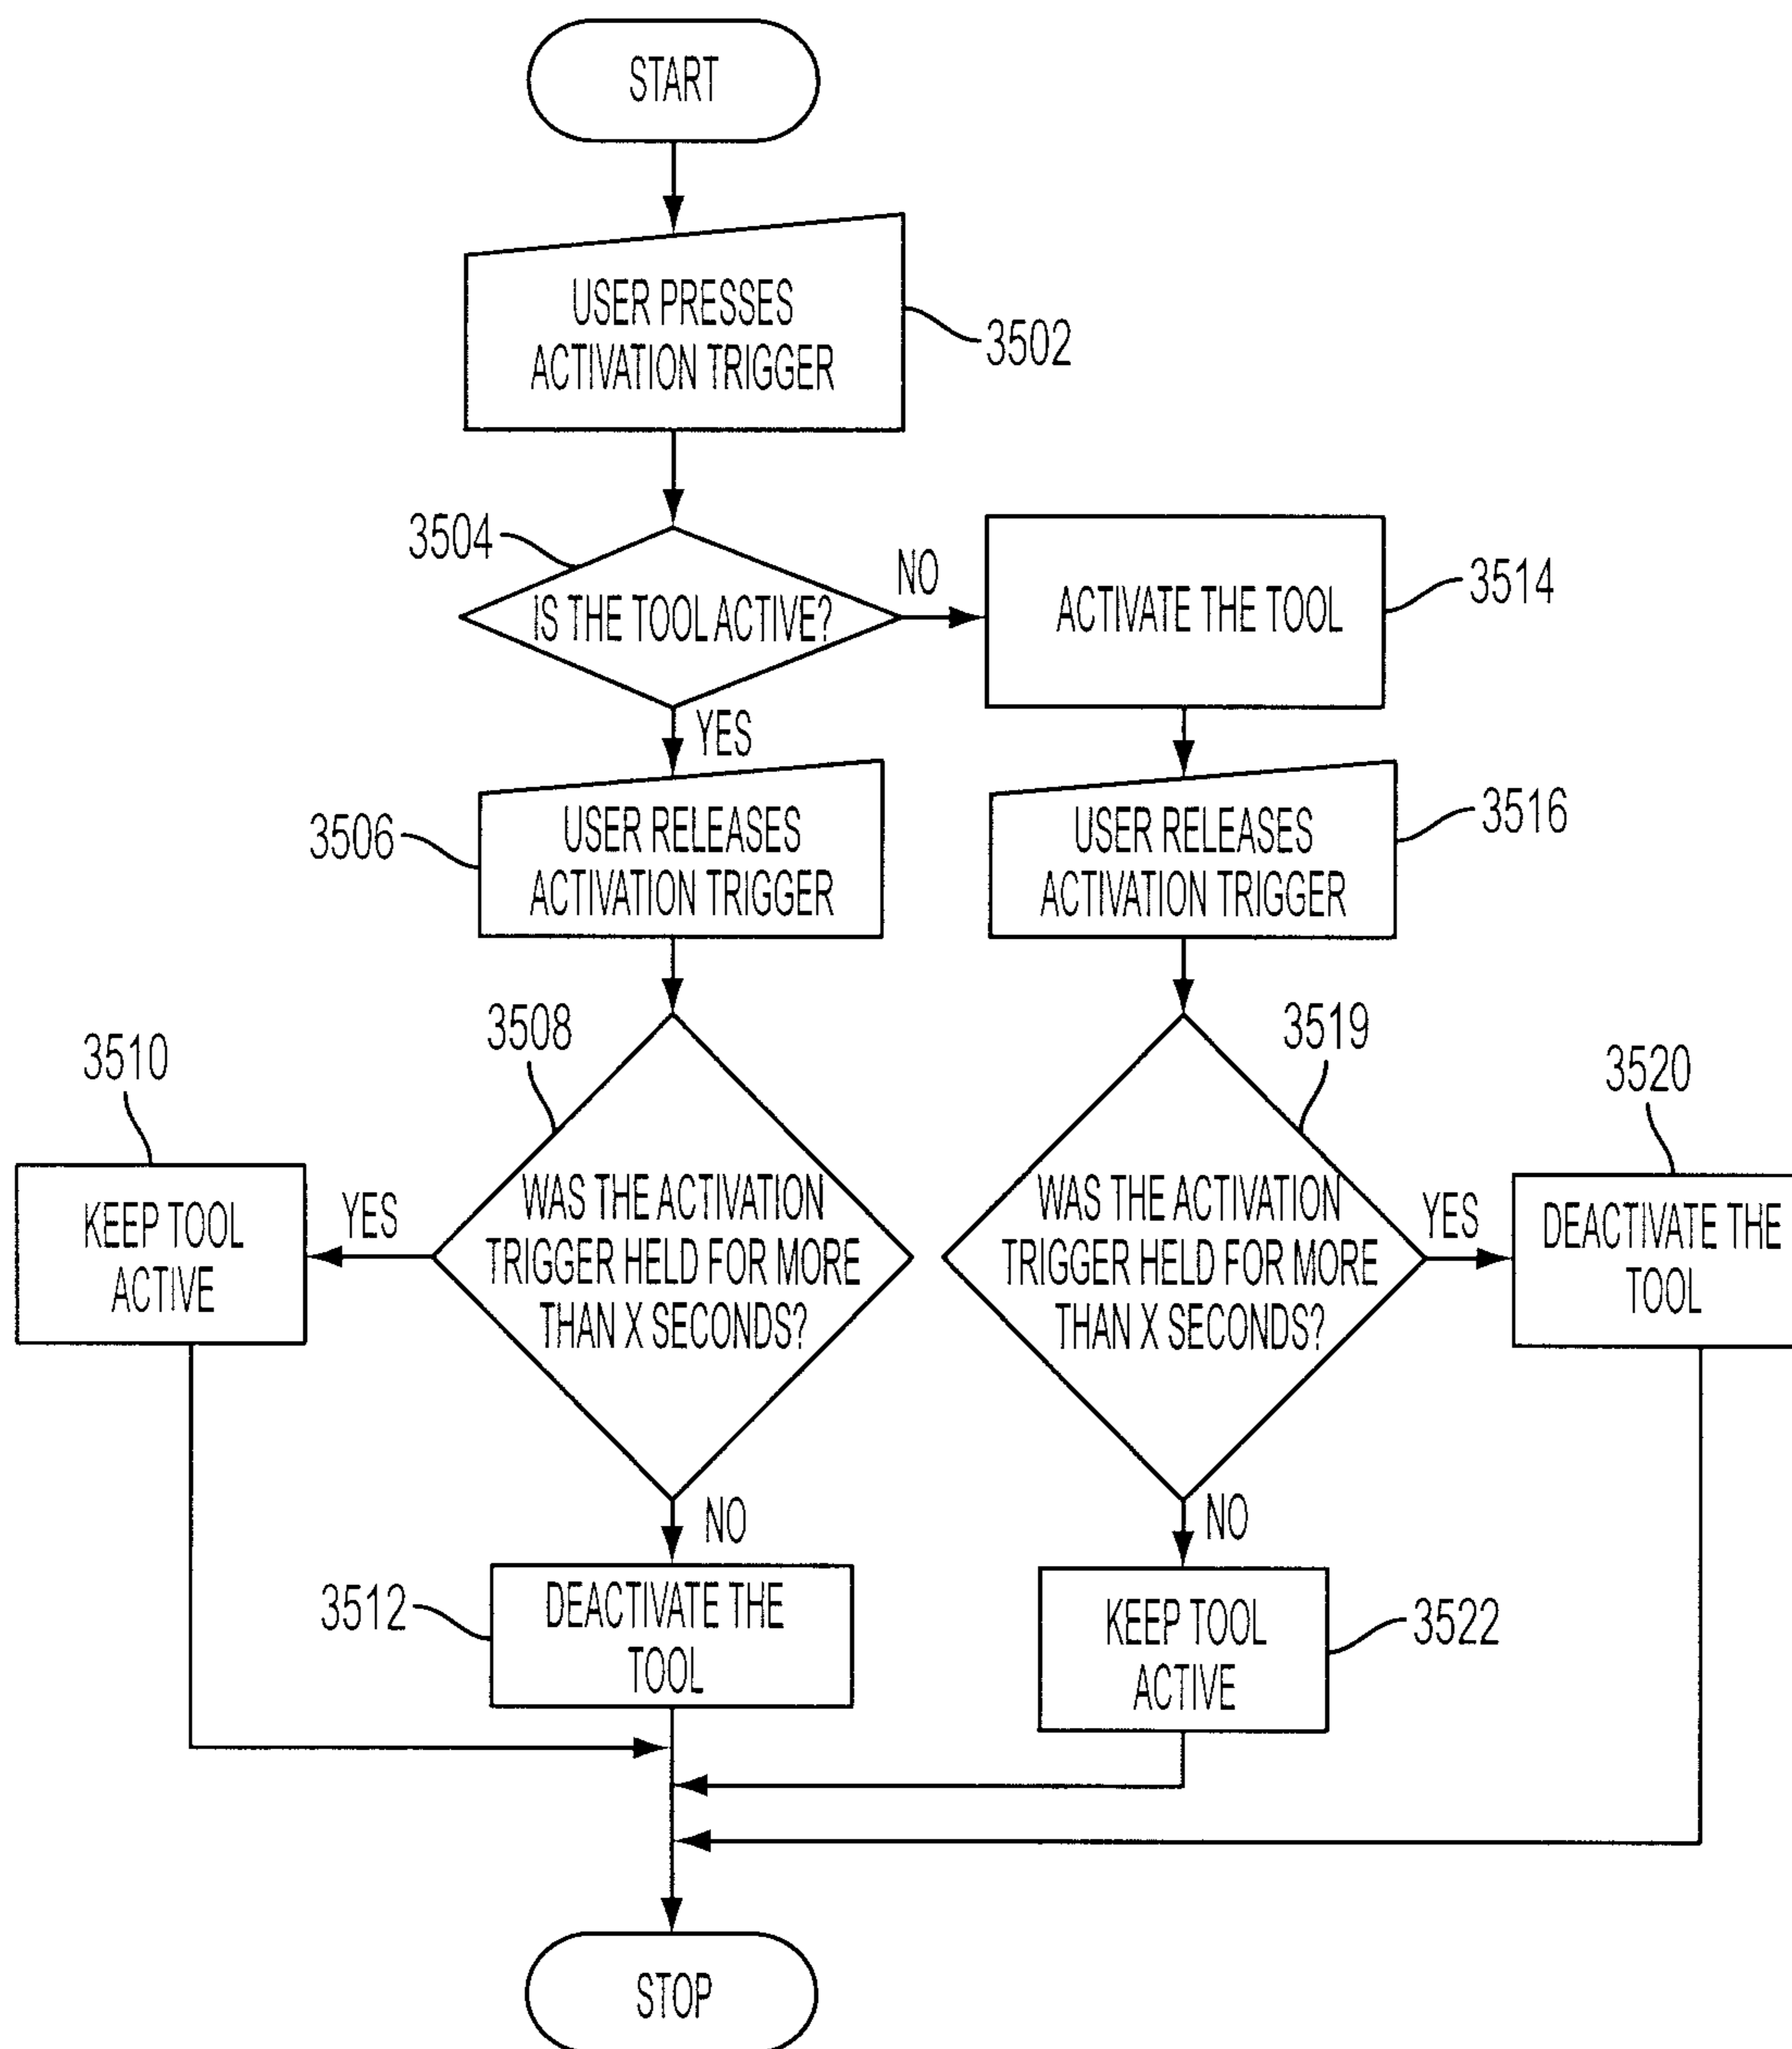 START
USER PRESSES
ACTIVATION TRIGGER
3502
3504
IS THE TOOL ACTIVE?
NO
ACTIVATE THE TOOL
3514
YES
3506
USER RELEASES
ACTIVATION TRIGGER
USER RELEASES
ACTIVATION TRIGGER
3516
3508
WAS THE ACTIVATION
TRIGGER HELD FOR MORE
THAN X SECONDS?
3519
WAS THE ACTIVATION
TRIGGER HELD FOR MORE
THAN X SECONDS?
3510
YES
KEEP TOOL
ACTIVE
3520
YES
DEACTIVATE THE
TOOL
NO
3512
DEACTIVATE THE
TOOL
NO
KEEP TOOL
ACTIVE
3522
STOP